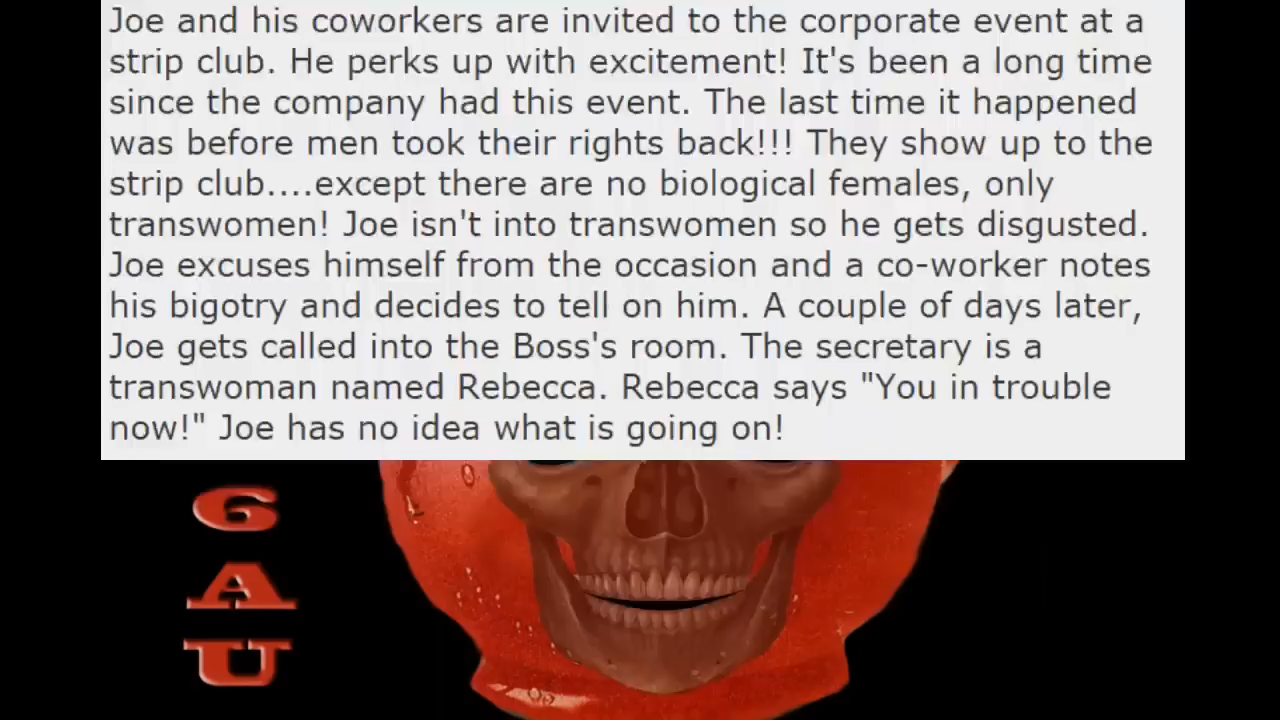 Joe and his coworkers are invited to the corporate event at a
strip club. He perks up with excitement! It's been a long time
since the company had this event. The last time it happened
was before men took their rights back!!! They show up to the
strip club....except there are no biological females, only
transwomen! Joe isn't into transwomen so he gets disgusted.
Joe excuses himself from the occasion and a co-worker notes
his bigotry and decides to tell on him. A couple of days later,
Joe gets called into the Boss's room. The secretary is a
transwoman named Rebecca. Rebecca says "You in trouble
now!" Joe has no idea what is going on!
G
A
U